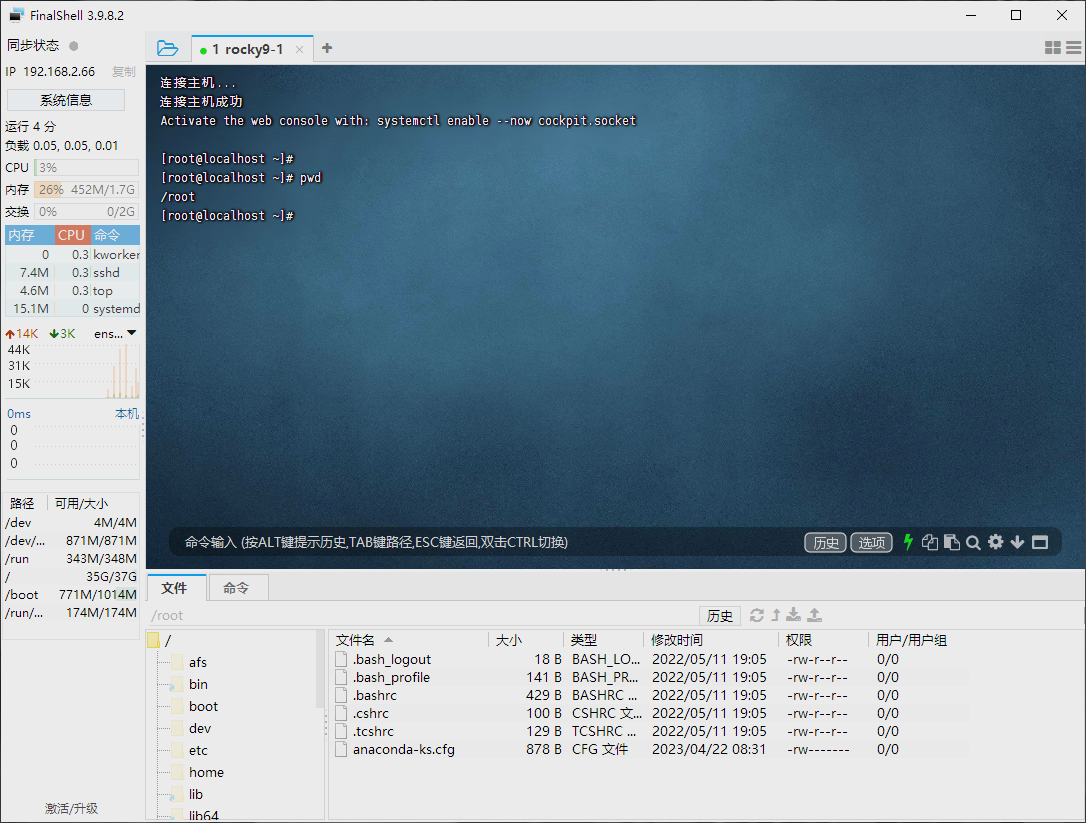 FinalShell 3.9.8.2
同步状态
IP 192.168.2.66 复制
系统信息
运行 4 分
负载 0.05, 0.05, 0.01
CPU 3%
内存 26% 452M/1.7G
交换 0% 0/2G
内存 CPU 命令
0 0.3 kworker
7.4M 0.3 sshd
4.6M 0.3 top
15.1M 0 systemd
14K 3K ens...
44K
31K
15K
0ms 本机
0
0
0
路径 可用/大小
/dev 4M/4M
/dev/... 871M/871M
/run 343M/348M
/ 35G/37G
/boot 771M/1014M
/run/... 174M/174M
激活/升级
1 rocky9-1
连接主机...
连接主机成功
Activate the web console with: systemctl enable --now cockpit.socket
[root@localhost ~]#
[root@localhost ~]# pwd
/root
[root@localhost ~]#
命令输入 (按ALT键提示历史,TAB键路径,ESC键返回,双击CTRL切换) 历史 选项
文件 命令
/root 历史
/
afs
bin
boot
dev
etc
home
lib
lib64
文件名 大小 类型 修改时间 权限 用户/用户组
.bash_logout 18 B BASH_LO... 2022/05/11 19:05 -rw-r--r-- 0/0
.bash_profile 141 B BASH_PR... 2022/05/11 19:05 -rw-r--r-- 0/0
.bashrc 429 B BASHRC ... 2022/05/11 19:05 -rw-r--r-- 0/0
.cshrc 100 B CSHRC 文... 2022/05/11 19:05 -rw-r--r-- 0/0
.tcshrc 129 B TCSHRC ... 2022/05/11 19:05 -rw-r--r-- 0/0
anaconda-ks.cfg 878 B CFG 文件 2023/04/22 08:31 -rw------- 0/0